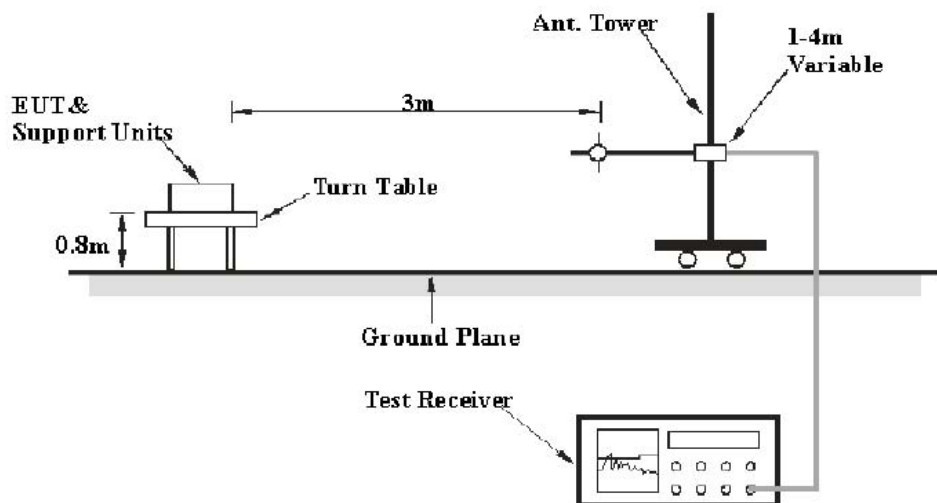 Ant. Tower
1-4m
Variable
3m
EUT&
Support Units
Turn Table
0.8m
Ground Plane
Test Receiver